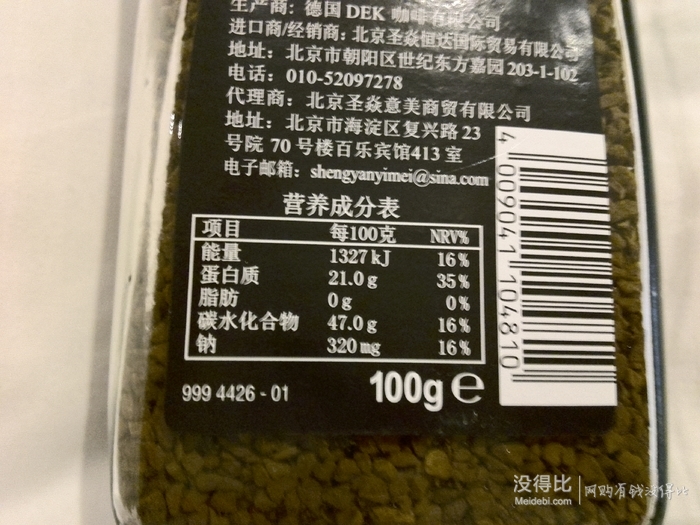 生产商：德国 DEK 咖啡有限公司
进口商/经销商：北京圣焱恒达国际贸易有限公司
地址：北京市朝阳区世纪东方嘉园 203-1-102
电话：010-52097278
代理商：北京圣焱意美商贸有限公司
地址：北京市海淀区复兴路 23
号院 70 号楼百乐宾馆413 室
电子邮箱：shengyanyimei@sina.com
营养成分表
项目 每100克 NRV%
能量 1327 kJ 16%
蛋白质 21.0 g 35%
脂肪 0 g 0%
碳水化合物 47.0 g 16%
钠 320 mg 16%
999 4426 - 01
100g e
4 009041 104810
没得比
Meidebi.com
网购省钱没得比